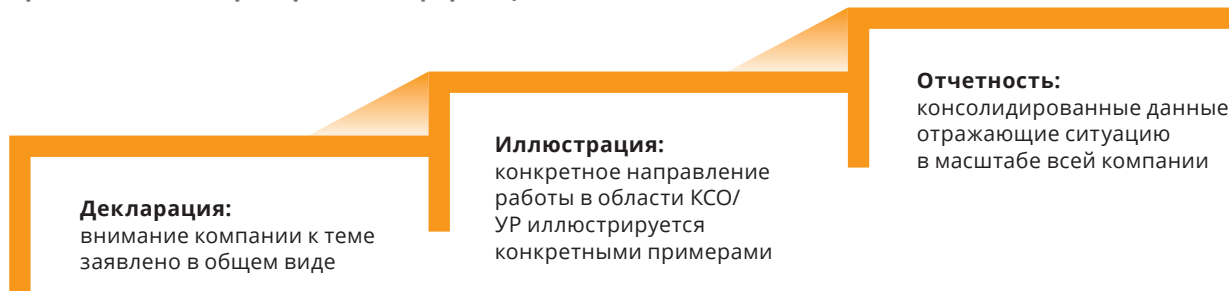 Декларация:
внимание компании к теме
заявлено в общем виде
Иллюстрация:
конкретное направление
работы в области КСО/
УР иллюстрируется
конкретными примерами
Отчетность:
консолидированные данные
отражающие ситуацию
в масштабе всей компании